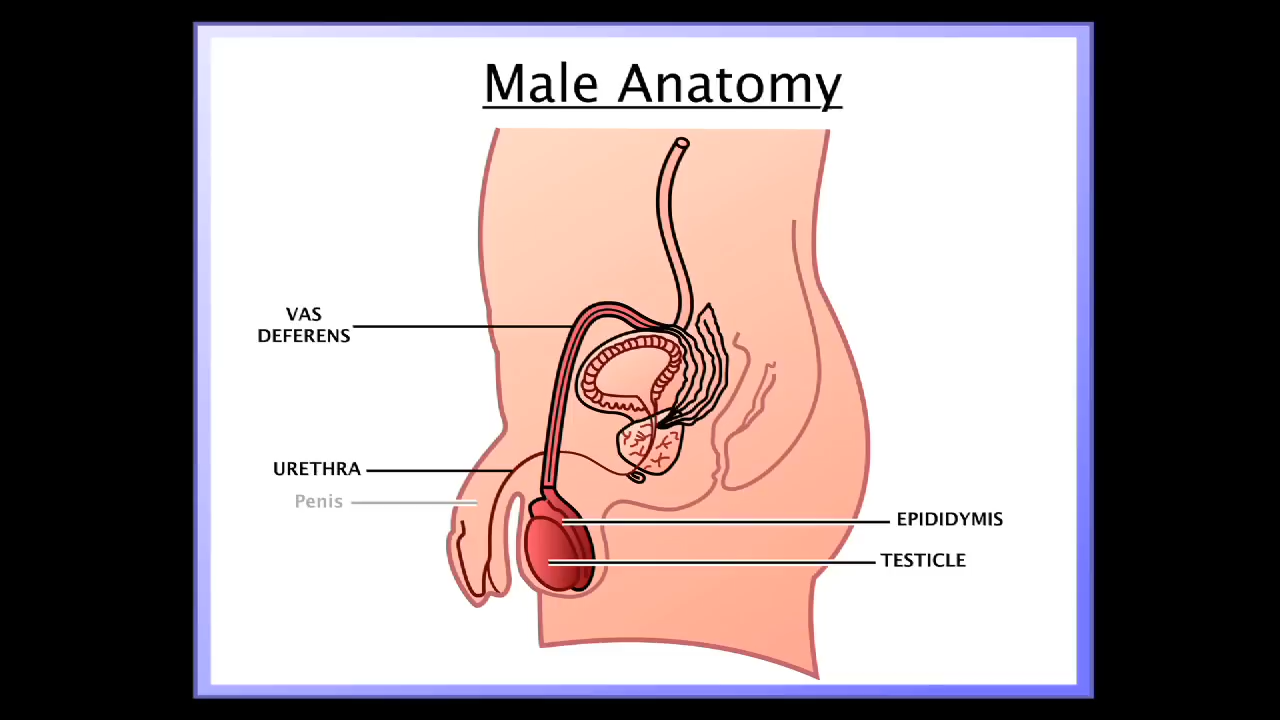 Male Anatomy
VAS
DEFERENS
URETHRA
Penis
EPIDIDYMIS
TESTICLE